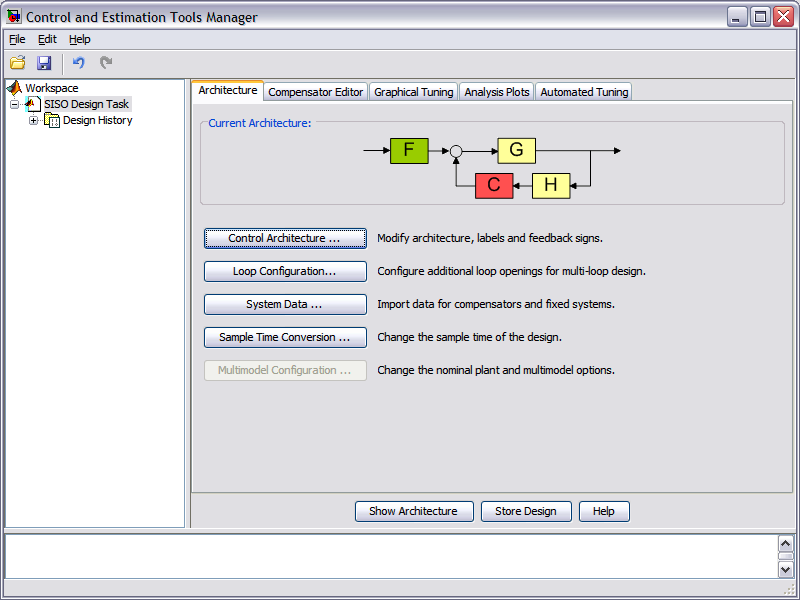 Control and Estimation Tools Manager
File Edit Help
Workspace
SISO Design Task
Design History
Architecture Compensator Editor Graphical Tuning Analysis Plots Automated Tuning
Current Architecture:
F G
C H
Control Architecture ... Modify architecture, labels and feedback signs.
Loop Configuration... Configure additional loop openings for multi-loop design.
System Data ... Import data for compensators and fixed systems.
Sample Time Conversion ... Change the sample time of the design.
Multimodel Configuration ... Change the nominal plant and multimodel options.
Show Architecture Store Design Help